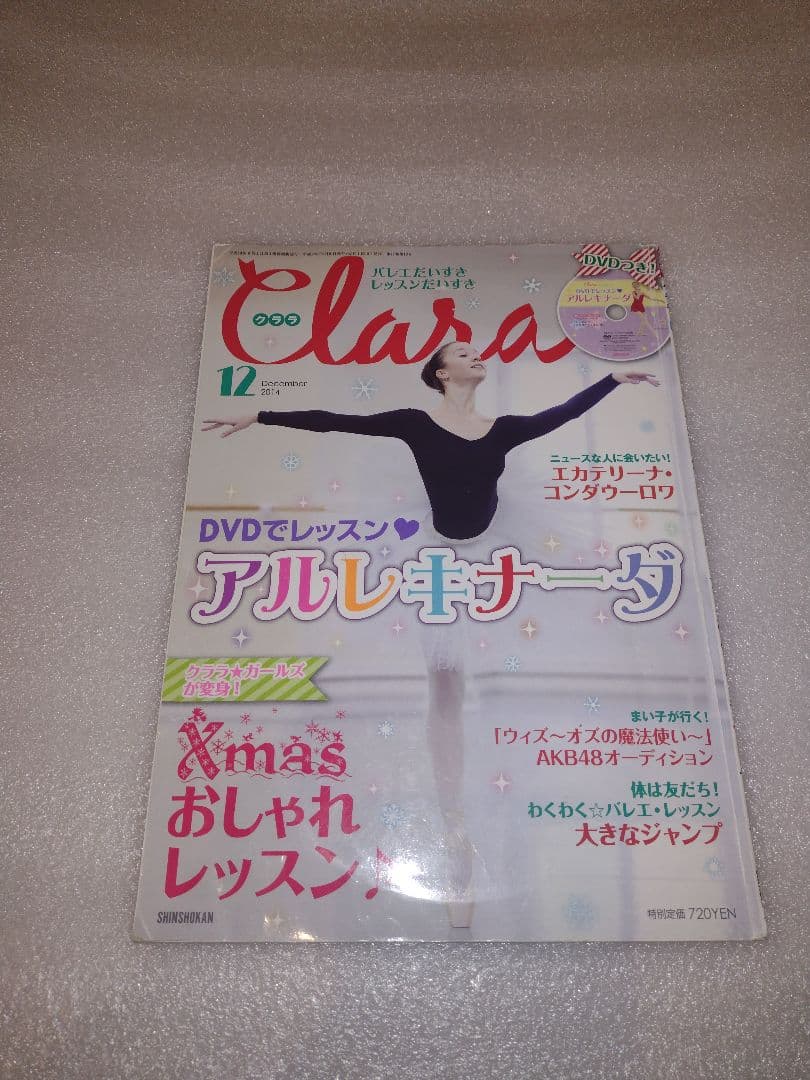 バレエだいすき
レッスンだいすき
Clara
クララ
DVDつき!
DVDでレッスン♥
アルレキナーダ
12
December
2014
ニュースな人に会いたい!
エカテリーナ・
コンダウーロワ
DVDでレッスン♥
アルレキナーダ
クララ★ガールズ
が変身!
Xmas
おしゃれ
レッスン♪
まい子が行く!
「ウィズ〜オズの魔法使い〜」
AKB48オーディション
体は友だち!
わくわく☆バレエ・レッスン
大きなジャンプ
SHINSHOKAN
特別定価 720YEN